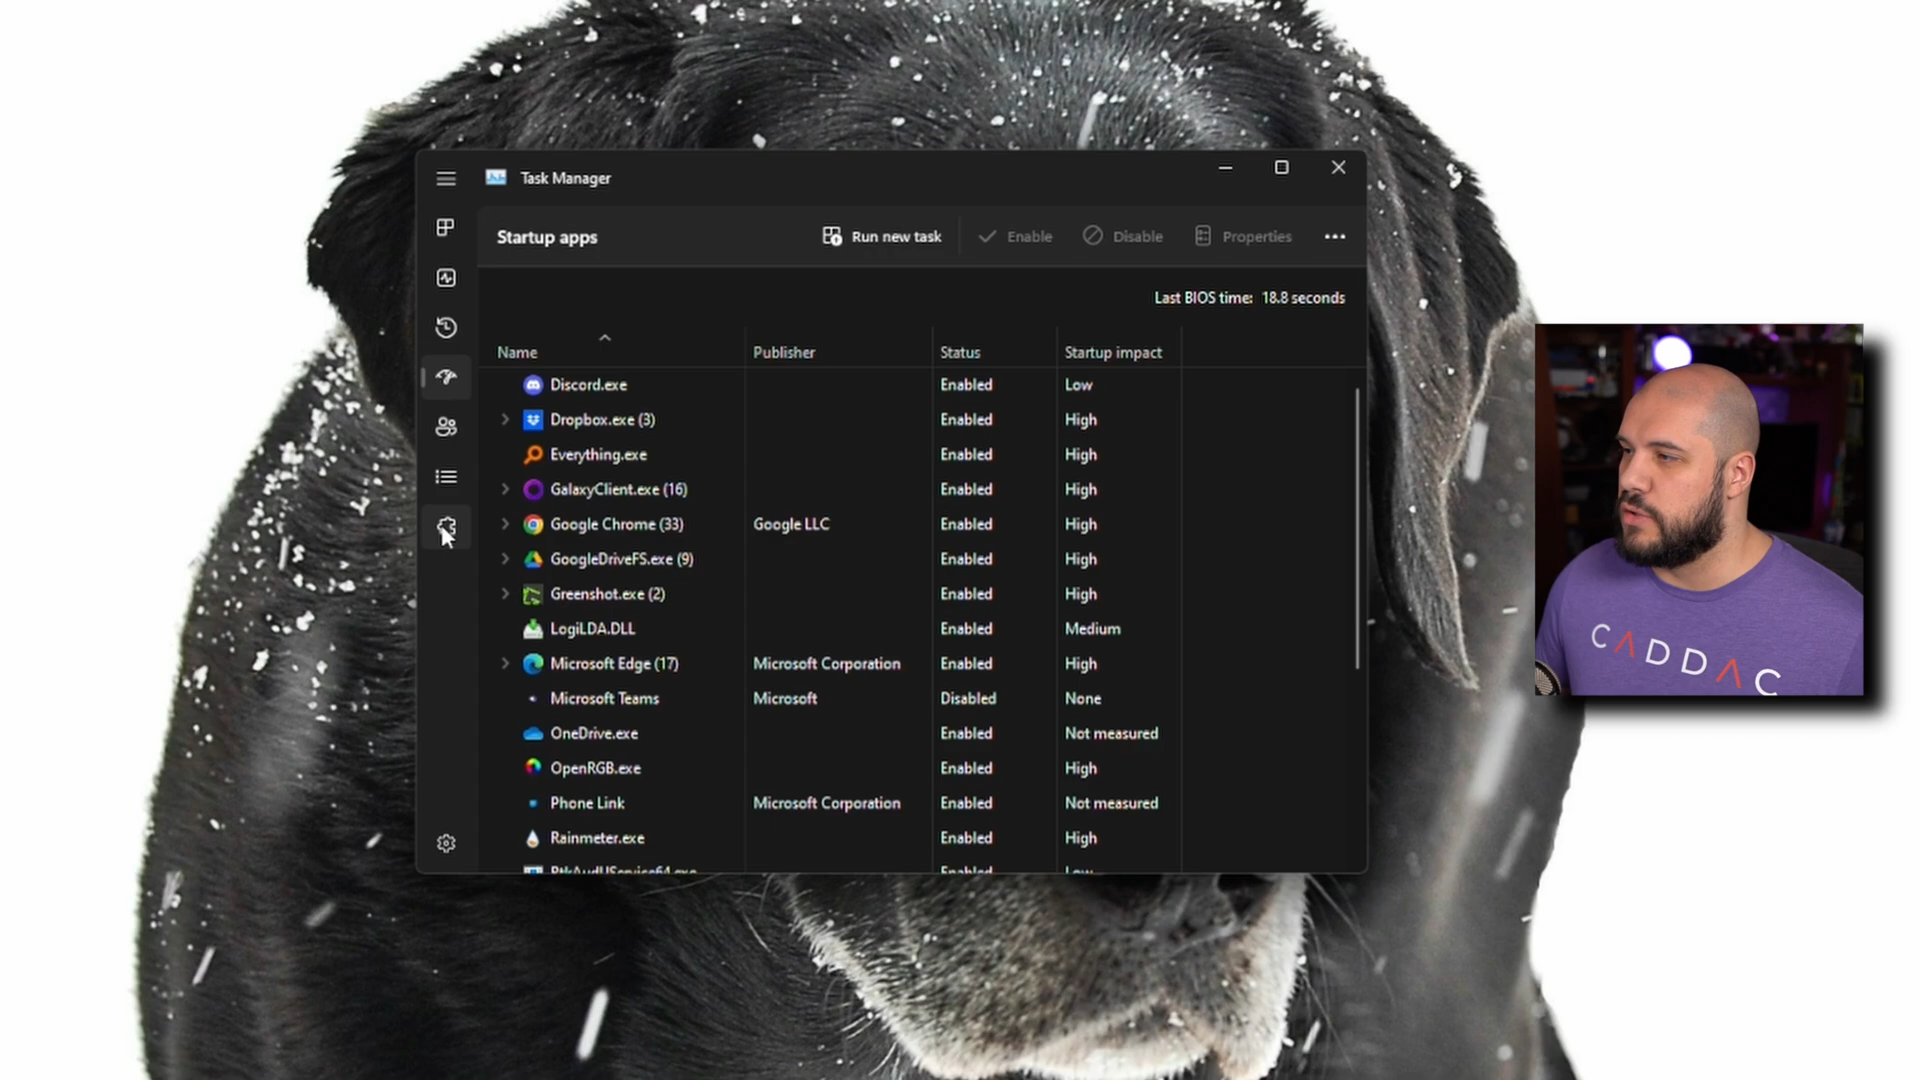 Task Manager
Startup apps
Run new task
Enable
Disable
Properties
Last BIOS time: 18.8 seconds
Name Publisher Status Startup impact
Discord.exe Enabled Low
Dropbox.exe (3) Enabled High
Everything.exe Enabled High
GalaxyClient.exe (16) Enabled High
Google Chrome (33) Google LLC Enabled High
GoogleDriveFS.exe (9) Enabled High
Greenshot.exe (2) Enabled High
LogiLDA.DLL Enabled Medium
Microsoft Edge (17) Microsoft Corporation Enabled High
Microsoft Teams Microsoft Disabled None
OneDrive.exe Enabled Not measured
OpenRGB.exe Enabled High
Phone Link Microsoft Corporation Enabled Not measured
Rainmeter.exe Enabled High
RtkAudUService64.exe Enabled Low
CADDAC